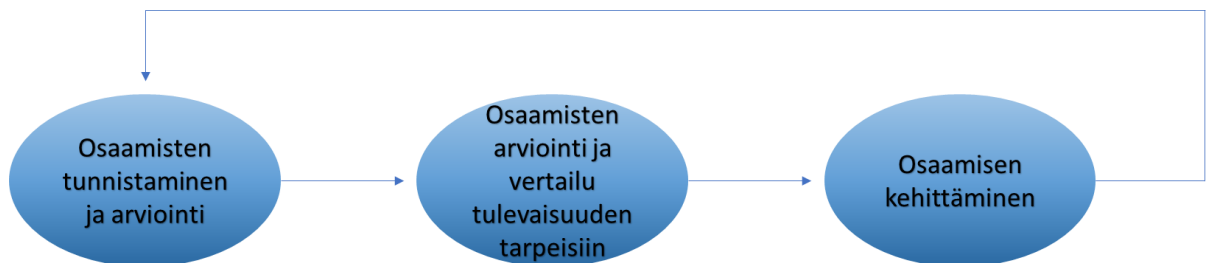 Osaamisten
tunnistaminen
ja arviointi
Osaamisten
arviointi ja
vertailu
tulevaisuuden
tarpeisiin
Osaamisen
kehittäminen